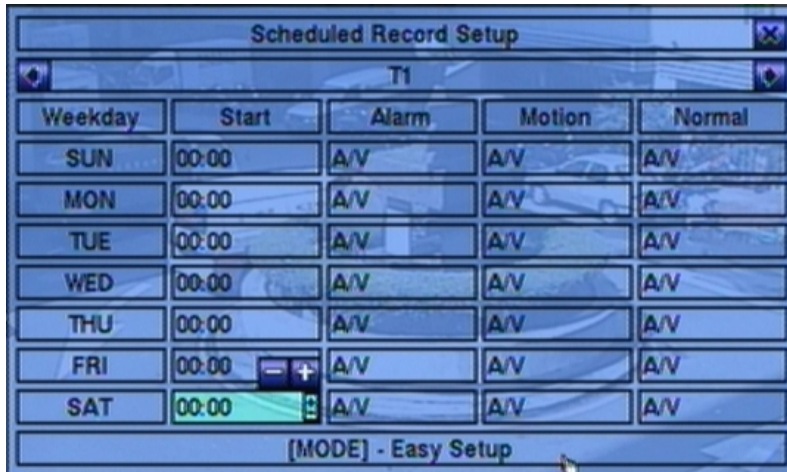 Scheduled Record Setup
T1
Weekday Start Alarm Motion Normal
SUN 00:00 A/V A/V A/V
MON 00:00 A/V A/V A/V
TUE 00:00 A/V A/V A/V
WED 00:00 A/V A/V A/V
THU 00:00 A/V A/V A/V
FRI 00:00 A/V A/V A/V
SAT 00:00 A/V A/V A/V
[MODE] - Easy Setup